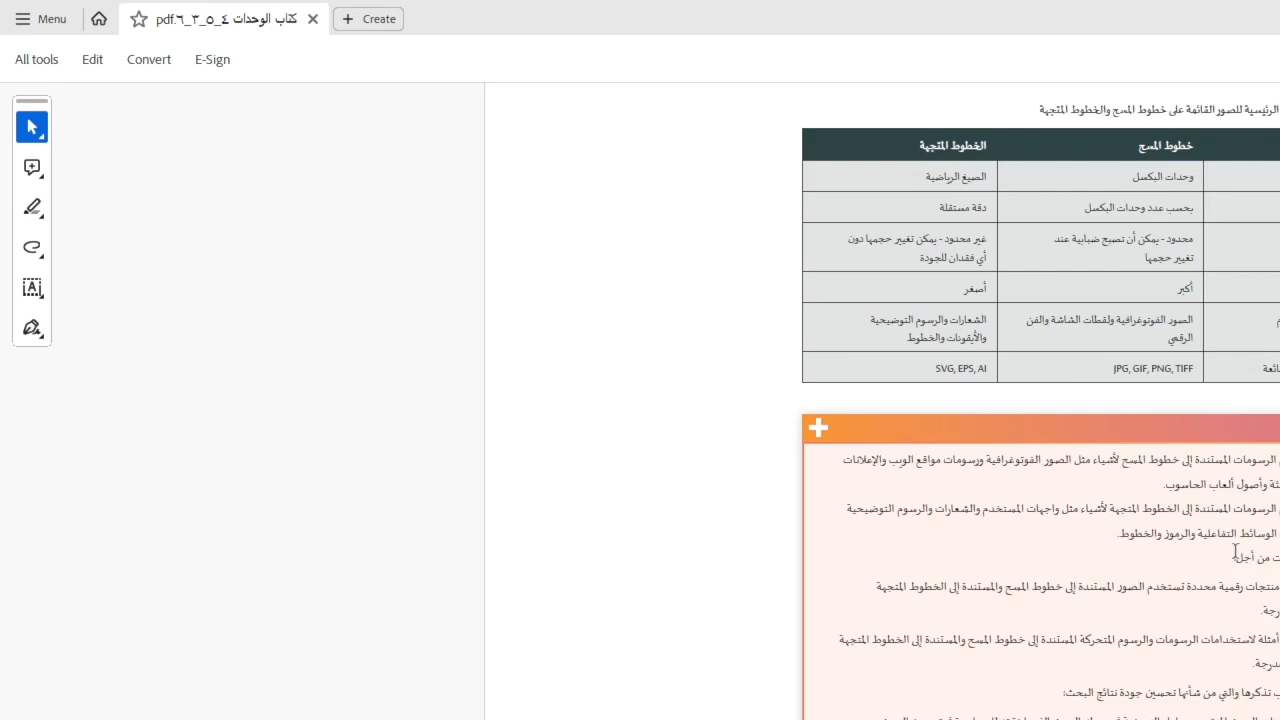 Menu
كتاب الوحدات ٤_٥_٣_٦.pdf
Create
All tools Edit Convert E-Sign
الرئيسية للصور القائمة على خطوط المسح والخطوط المتجهة
خطوط المسح الخطوط المتجهة
وحدات البكسل الصيغ الرياضية
بحسب عدد وحدات البكسل دقة مستقلة
محدود - يمكن أن تصبح ضبابية عند غير محدود - يمكن تغيير حجمها دون
تغيير حجمها أي فقدان للجودة
أكبر أصغر
الصور الفوتوغرافية ولقطات الشاشة والفن الشعارات والرسوم التوضيحية
الرقمي والأيقونات والخطوط
JPG, GIF, PNG, TIFF SVG, EPS, AI
الرسومات المستندة إلى خطوط المسح لأشياء مثل الصور الفوتوغرافية ورسومات مواقع الويب والإعلانات
وأصول ألعاب الحاسوب.
الرسومات المستندة إلى الخطوط المتجهة لأشياء مثل واجهات المستخدم والشعارات والرسوم التوضيحية
الوسائط التفاعلية والرموز والخطوط.
من أجل
منتجات رقمية محددة تستخدم الصور المستندة إلى خطوط المسح والمستندة إلى الخطوط المتجهة
أمثلة لاستخدامات الرسومات والرسوم المتحركة المستندة إلى خطوط المسح والمستندة إلى الخطوط المتجهة
تذكرها والتي من شأنها تحسين جودة نتائج البحث: